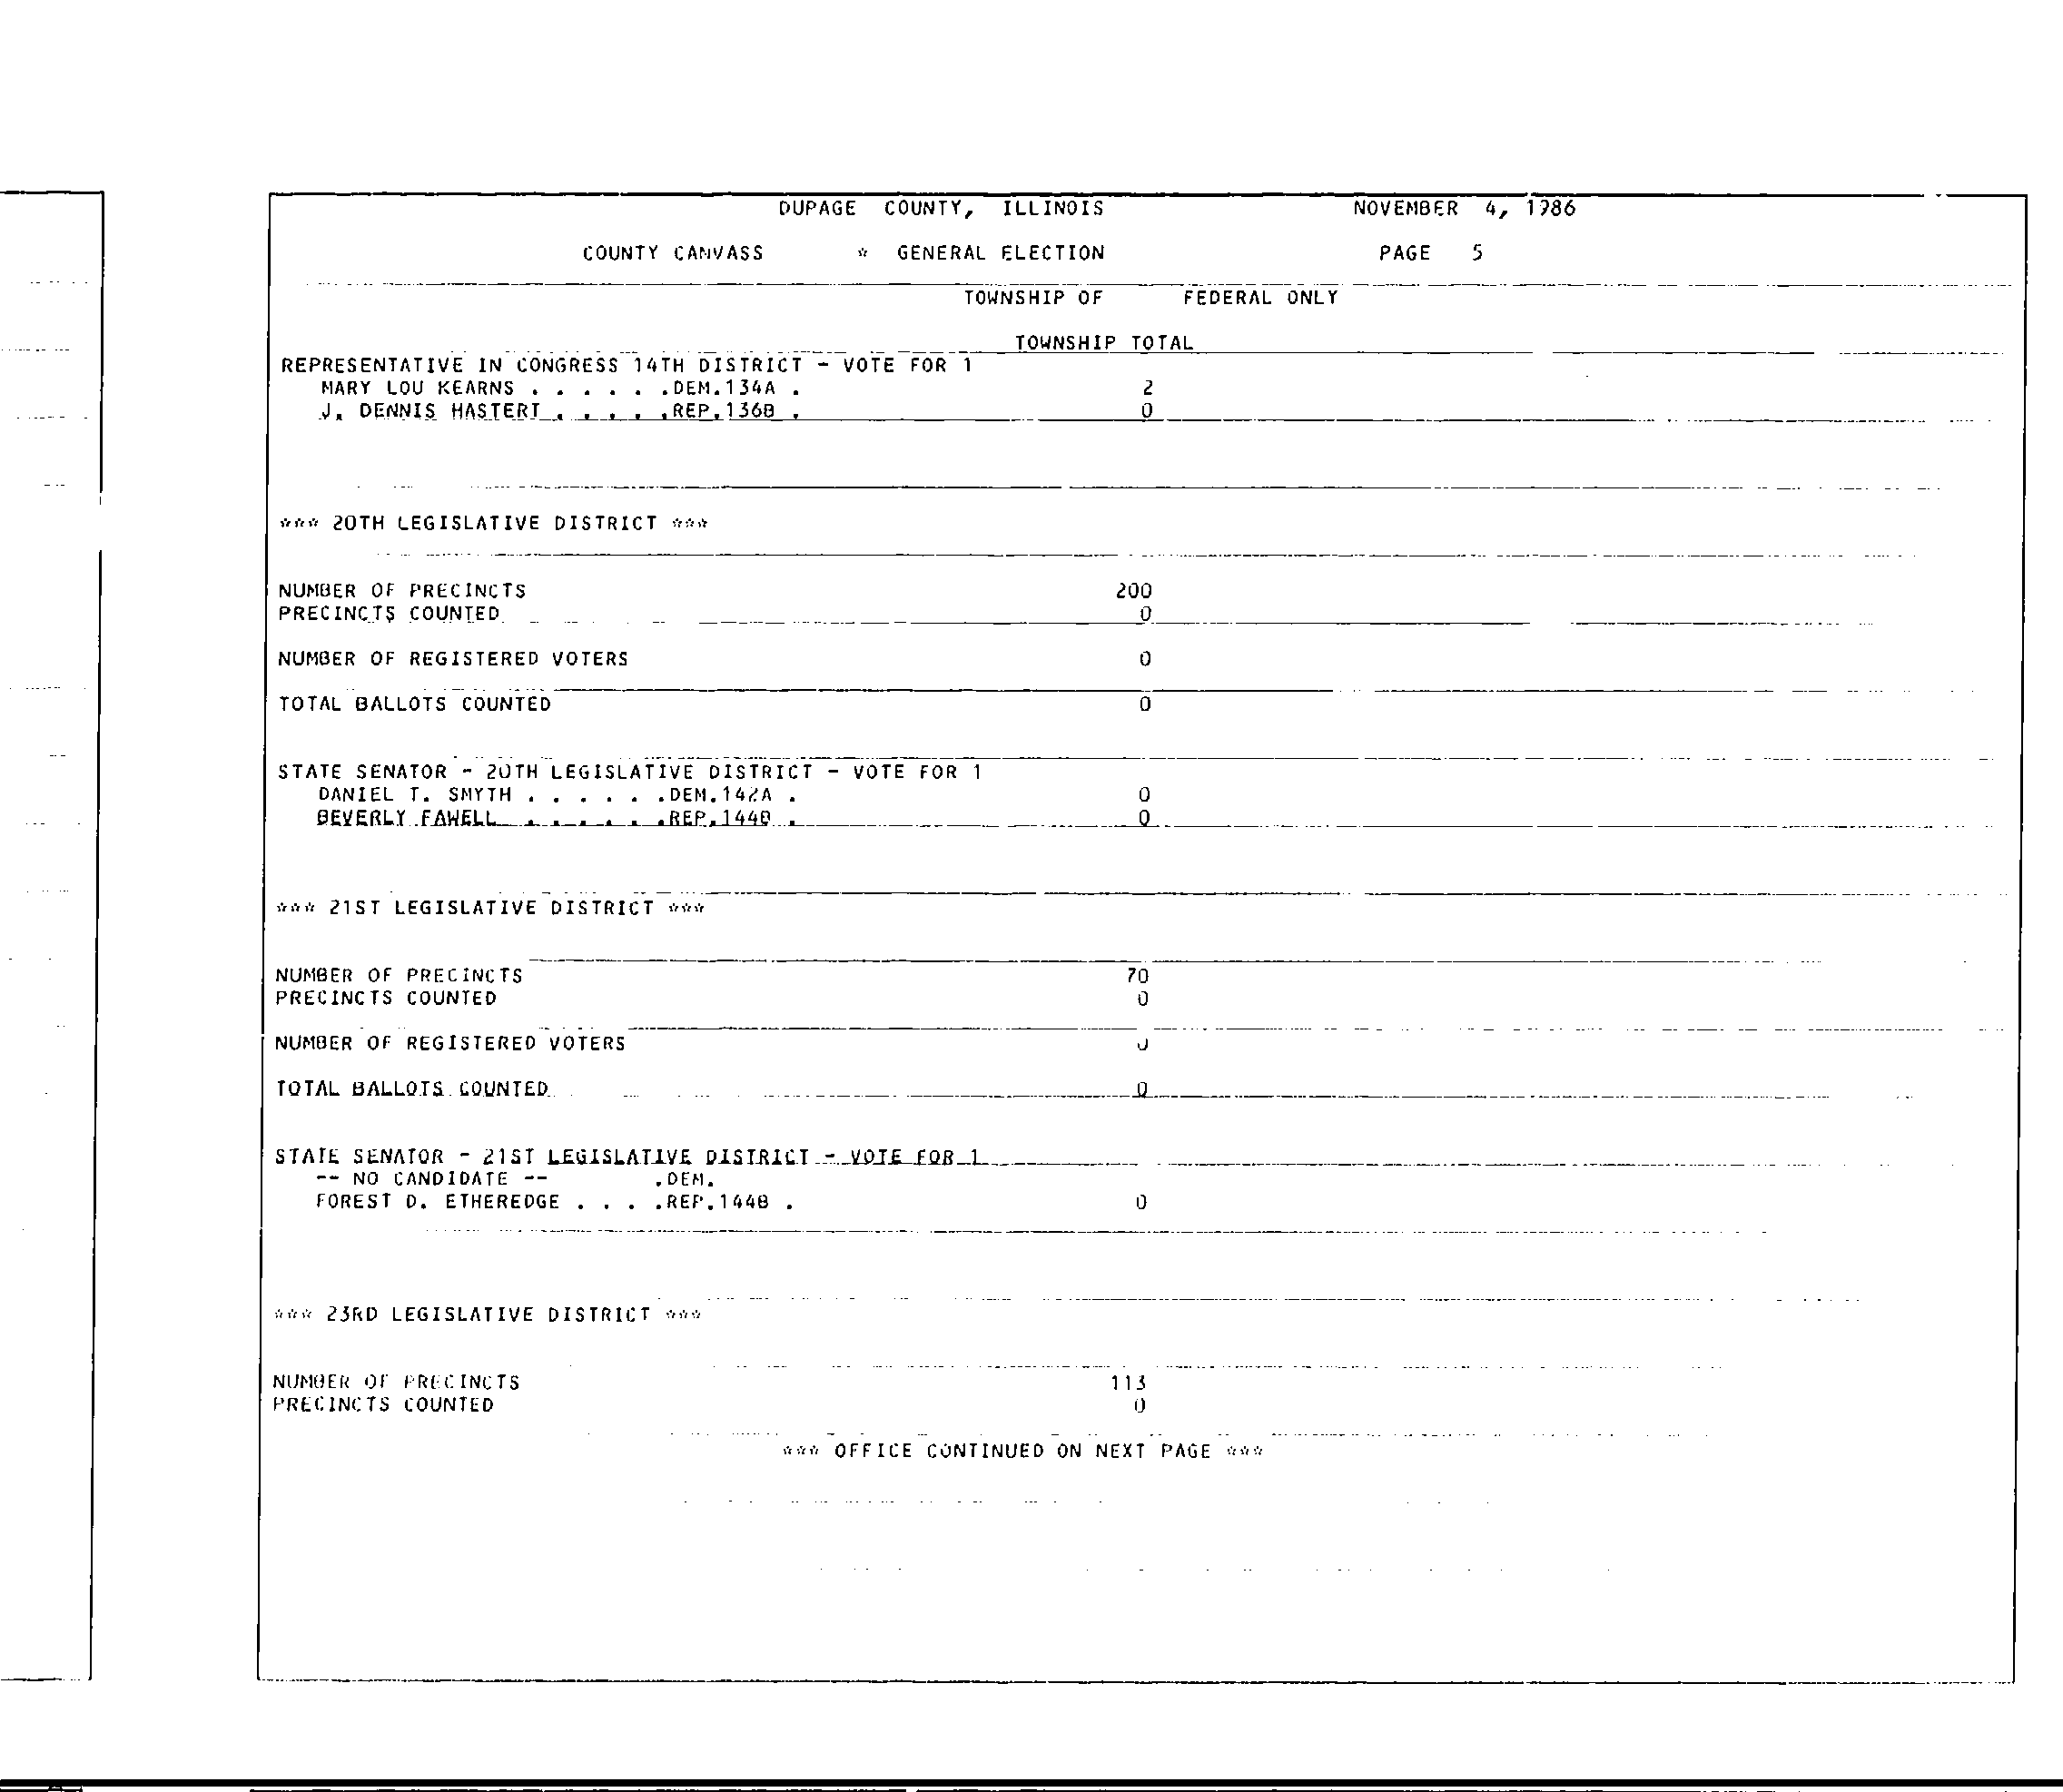 DUPAGE COUNTY, ILLINOIS NOVEMBER 4, 1986
COUNTY CANVASS * GENERAL ELECTION PAGE 5
TOWNSHIP OF FEDERAL ONLY
TOWNSHIP TOTAL
REPRESENTATIVE IN CONGRESS 14TH DISTRICT - VOTE FOR 1
MARY LOU KEARNS . . . . . .DEM.134A . 2
J. DENNIS HASTERT . . . . .REP.136B . 0
*** 20TH LEGISLATIVE DISTRICT ***
NUMBER OF PRECINCTS 200
PRECINCTS COUNTED 0
NUMBER OF REGISTERED VOTERS 0
TOTAL BALLOTS COUNTED 0
STATE SENATOR - 20TH LEGISLATIVE DISTRICT - VOTE FOR 1
DANIEL T. SMYTH . . . . . .DEM.142A . 0
BEVERLY FAWELL . . . . . .REP.144B . 0
*** 21ST LEGISLATIVE DISTRICT ***
NUMBER OF PRECINCTS 70
PRECINCTS COUNTED 0
NUMBER OF REGISTERED VOTERS 0
TOTAL BALLOTS COUNTED 0
STATE SENATOR - 21ST LEGISLATIVE DISTRICT - VOTE FOR 1
-- NO CANDIDATE -- .DEM.
FOREST D. ETHEREDGE . . . .REP.144B . 0
*** 23RD LEGISLATIVE DISTRICT ***
NUMBER OF PRECINCTS 113
PRECINCTS COUNTED 0
*** OFFICE CONTINUED ON NEXT PAGE ***